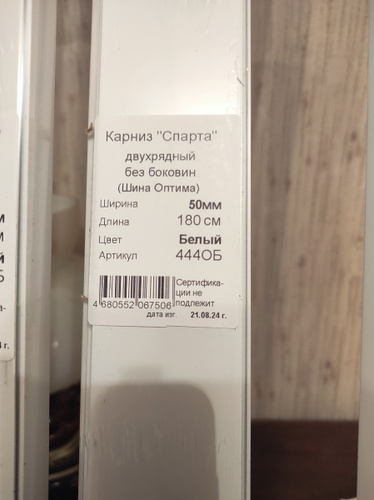 Карниз "Спарта"
двухрядный
без боковин
(Шина Оптима)
Ширина 50мм
Длина 180 см
Цвет Белый
Артикул 444ОБ
Сертифика-
ции не
подлежит
4 680552 067506
дата изг. 21.08.24 г.